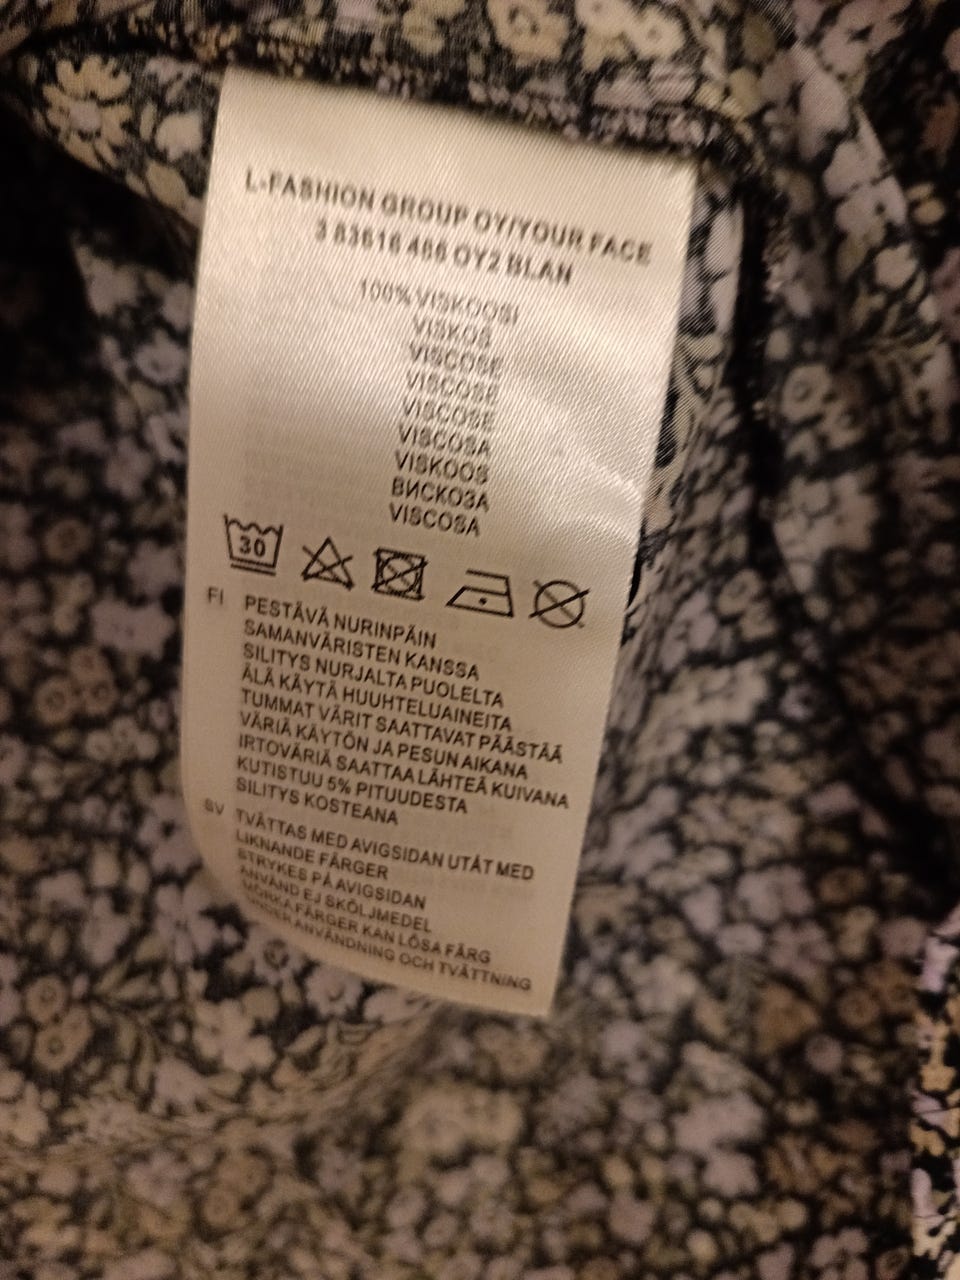 L-FASHION GROUP OY/YOUR FACE
3 83616 466 OY2 BLAN
100% VISKOOSI
VISKOS
VISCOSE
VISCOSE
VISCOSE
VISCOSA
VISKOOS
ВИСКОЗА
VISCOSA
30
FI PESTÄVÄ NURINPÄIN
SAMANVÄRISTEN KANSSA
SILITYS NURJALTA PUOLELTA
ÄLÄ KÄYTÄ HUUHTELUAINEITA
TUMMAT VÄRIT SAATTAVAT PÄÄSTÄÄ
VÄRIÄ KÄYTÖN JA PESUN AIKANA
IRTOVÄRIÄ SAATTAA LÄHTEÄ KUIVANA
KUTISTUU 5% PITUUDESTA
SILITYS KOSTEANA
SV TVÄTTAS MED AVIGSIDAN UTÅT MED
LIKNANDE FÄRGER
STRYKES PÅ AVIGSIDAN
ANVÄND EJ SKÖLJMEDEL
MÖRKA FÄRGER KAN LÖSA FÄRG
UNDER ANVÄNDNING OCH TVÄTTNING